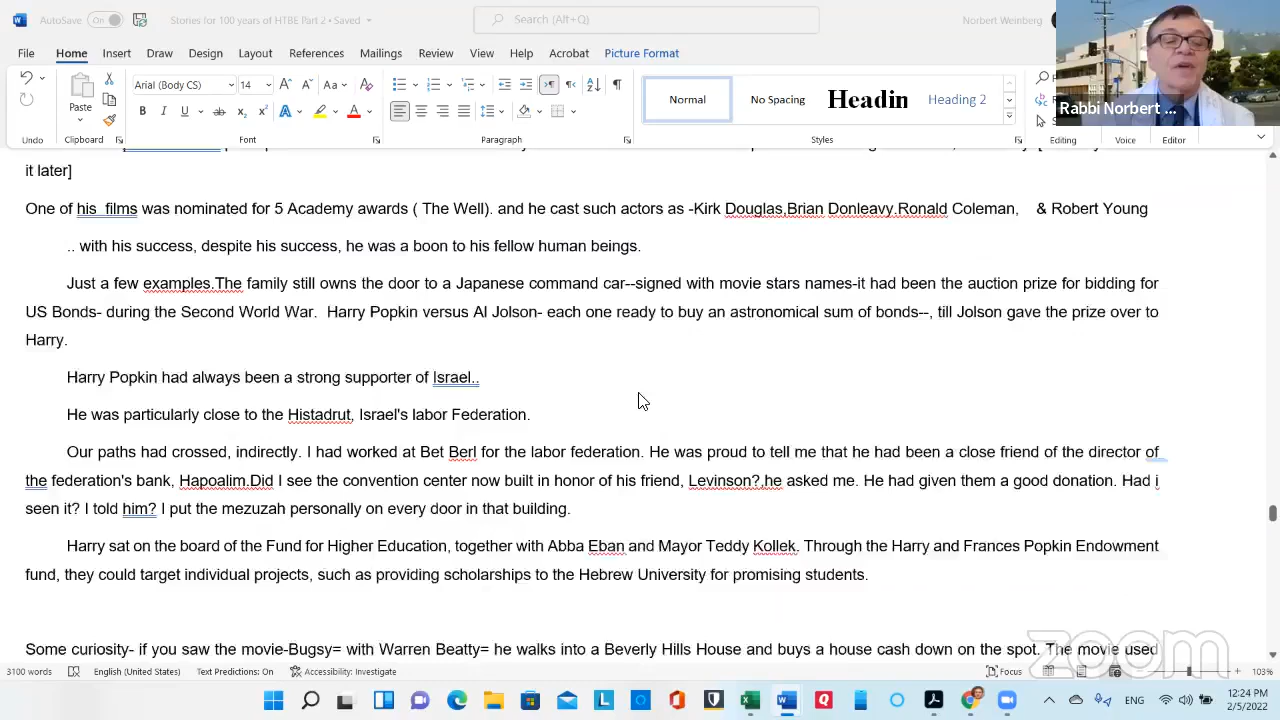 AutoSave Off Stories for 100 years of HTBE Part 2 • Saved Search (Alt+Q) Norbert Weinberg
File Home Insert Draw Design Layout References Mailings Review View Help Acrobat Picture Format
Arial (Body CS) 14
Paste
Normal No Spacing Headin Heading 2
Undo Clipboard Font Paragraph Styles Editing Voice Editor
Rabbi Norbert ...
it later]
One of his films was nominated for 5 Academy awards ( The Well). and he cast such actors as -Kirk Douglas,Brian Donleavy,Ronald Coleman, & Robert Young
.. with his success, despite his success, he was a boon to his fellow human beings.
Just a few examples.The family still owns the door to a Japanese command car--signed with movie stars names-it had been the auction prize for bidding for
US Bonds- during the Second World War. Harry Popkin versus Al Jolson- each one ready to buy an astronomical sum of bonds--, till Jolson gave the prize over to
Harry.
Harry Popkin had always been a strong supporter of Israel..
He was particularly close to the Histadrut, Israel's labor Federation.
Our paths had crossed, indirectly. I had worked at Bet Berl for the labor federation. He was proud to tell me that he had been a close friend of the director of
the federation's bank, Hapoalim.Did I see the convention center now built in honor of his friend, Levinson?,he asked me. He had given them a good donation. Had i
seen it? I told him? I put the mezuzah personally on every door in that building.
Harry sat on the board of the Fund for Higher Education, together with Abba Eban and Mayor Teddy Kollek. Through the Harry and Frances Popkin Endowment
fund, they could target individual projects, such as providing scholarships to the Hebrew University for promising students.
Some curiosity- if you saw the movie-Bugsy= with Warren Beatty= he walks into a Beverly Hills House and buys a house cash down on the spot. The movie used
zoom
3100 words English (United States) Text Predictions: On Accessibility: Investigate Focus 103%
ENG 12:24 PM
2/5/2022